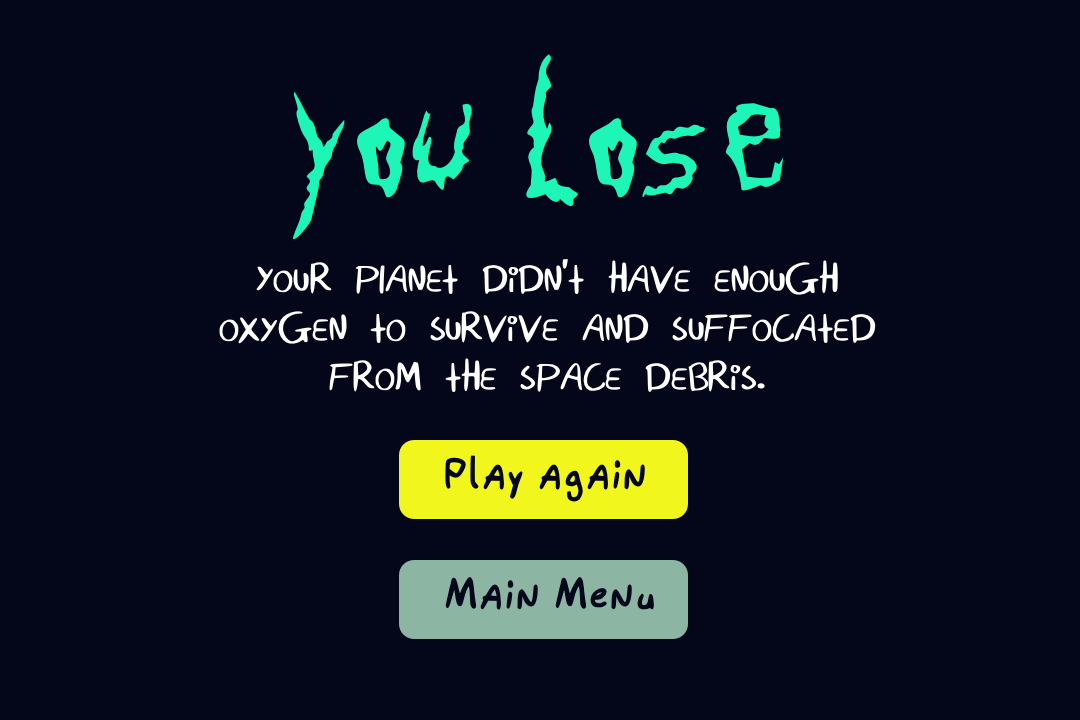 you Lose
YOUR PLANET DIDN't HAVE ENOUGH
OXYGEN tO SURViVE AND SUFFOCAtED
FROM tHE SPACE DEBRiS.
Play Again
Main Menu